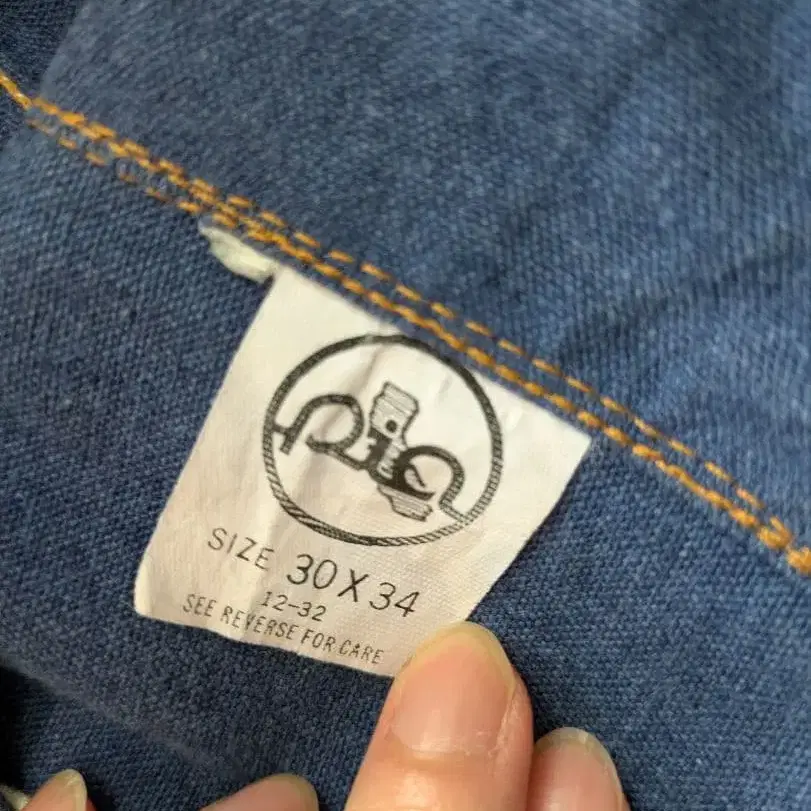 SIZE 30X34
12-32
SEE REVERSE FOR CARE